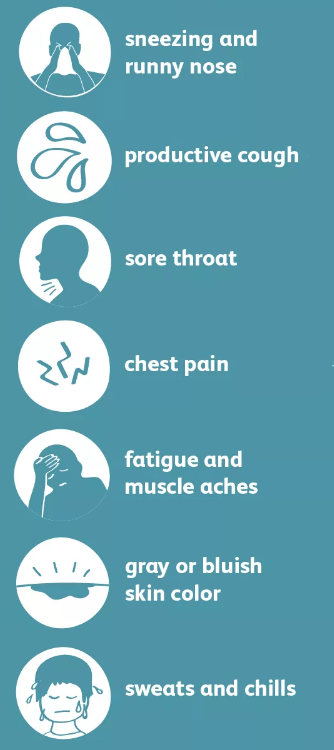 sneezing and
runny nose
productive cough
sore throat
chest pain
fatigue and
muscle aches
gray or bluish
skin color
sweats and chills